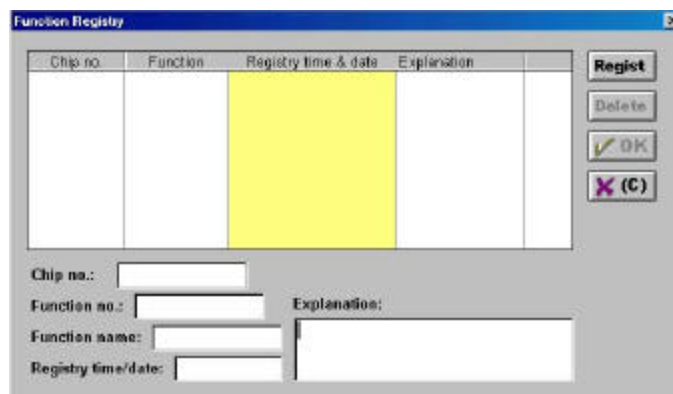 Function Registry
Chip no. Function Registry time & date Explanation
Regist
Delete
OK
(C)
Chip no.:
Function no.:
Explanation:
Function name:
Registry time/date: